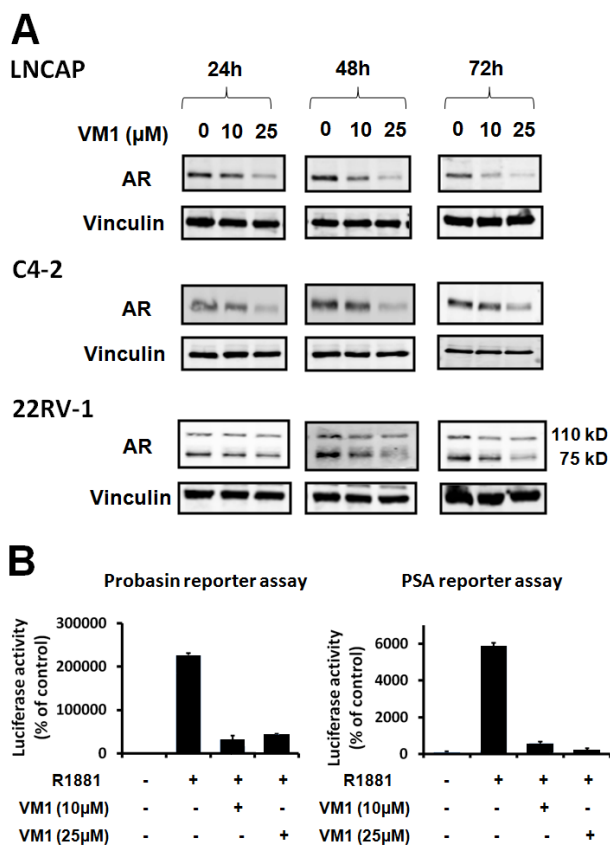 A
LNCAP
24h 48h 72h
VM1 (µM) 0 10 25 0 10 25 0 10 25
AR
Vinculin
C4-2
AR
Vinculin
22RV-1
AR 110 kD
75 kD
Vinculin
B
Probasin reporter assay PSA reporter assay
Luciferase activity
(% of control)
300000
200000
100000
0
Luciferase activity
(% of control)
6000
4000
2000
0
R1881 - + + + R1881 - + + +
VM1 (10µM) + VM1 (10µM) +
VM1 (25µM) + VM1 (25µM) +